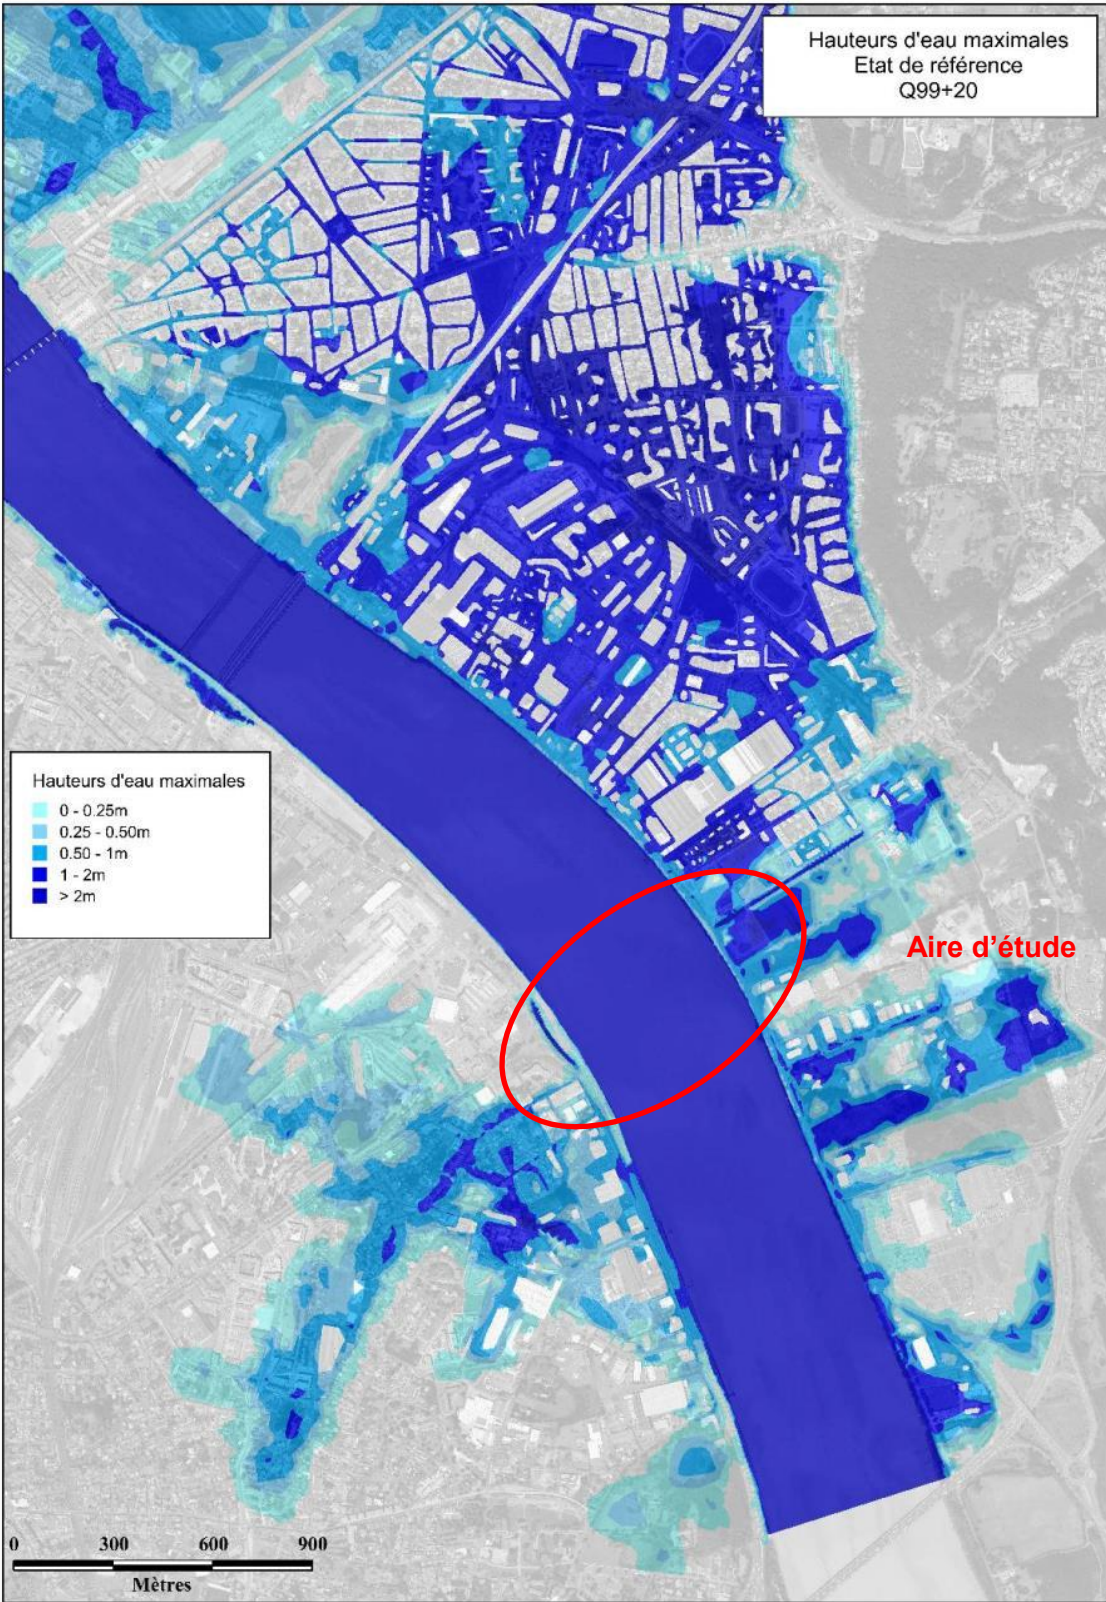 Hauteurs d'eau maximales
Etat de référence
Q99+20
Hauteurs d'eau maximales
0 - 0.25m
0.25 - 0.50m
0.50 - 1m
1 - 2m
> 2m
Aire d'étude
0 300 600 900
Mètres